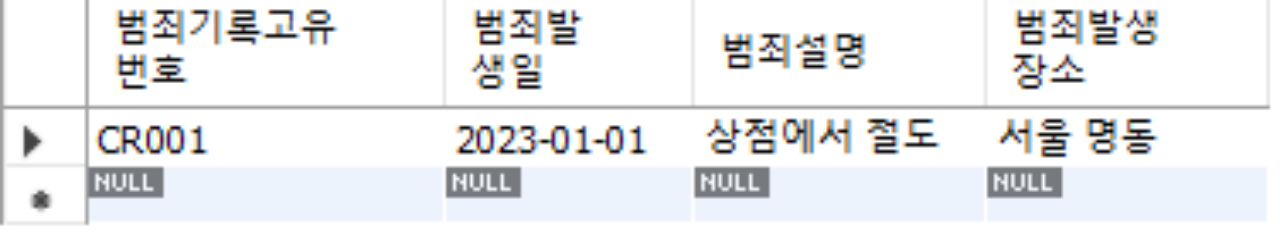 범죄기록고유
번호
범죄발
생일
범죄설명
범죄발생
장소
CR001 2023-01-01 상점에서 절도 서울 명동
NULL NULL NULL NULL